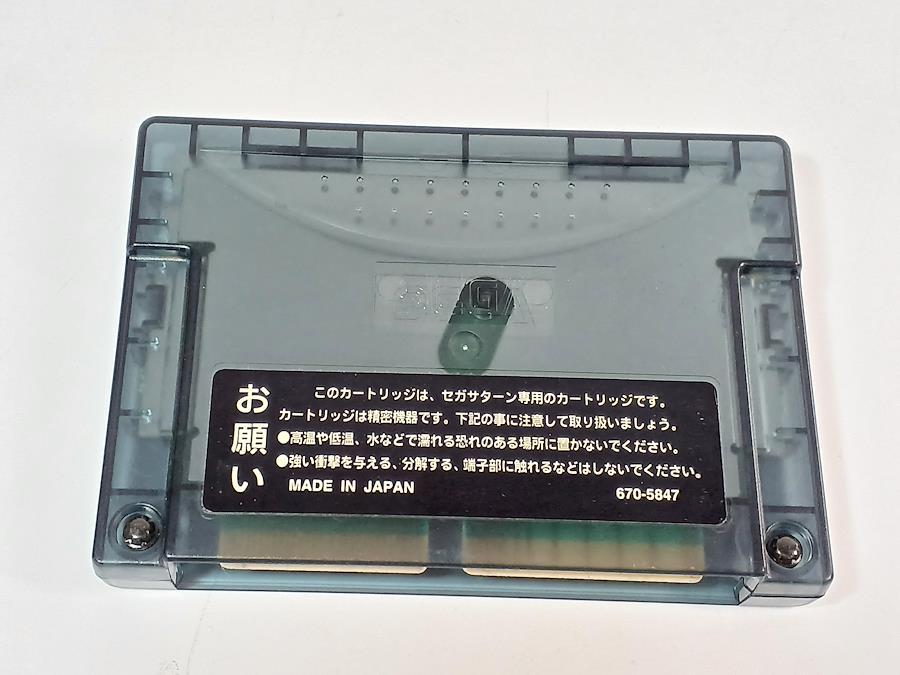 SEGA
お願い
このカートリッジは、セガサターン専用のカートリッジです。
カートリッジは精密機器です。下記の事に注意して取り扱いましょう。
●高温や低温、水などで濡れる恐れのある場所に置かないでください。
●強い衝撃を与える、分解する、端子部に触れるなどはしないでください。
MADE IN JAPAN
670-5847